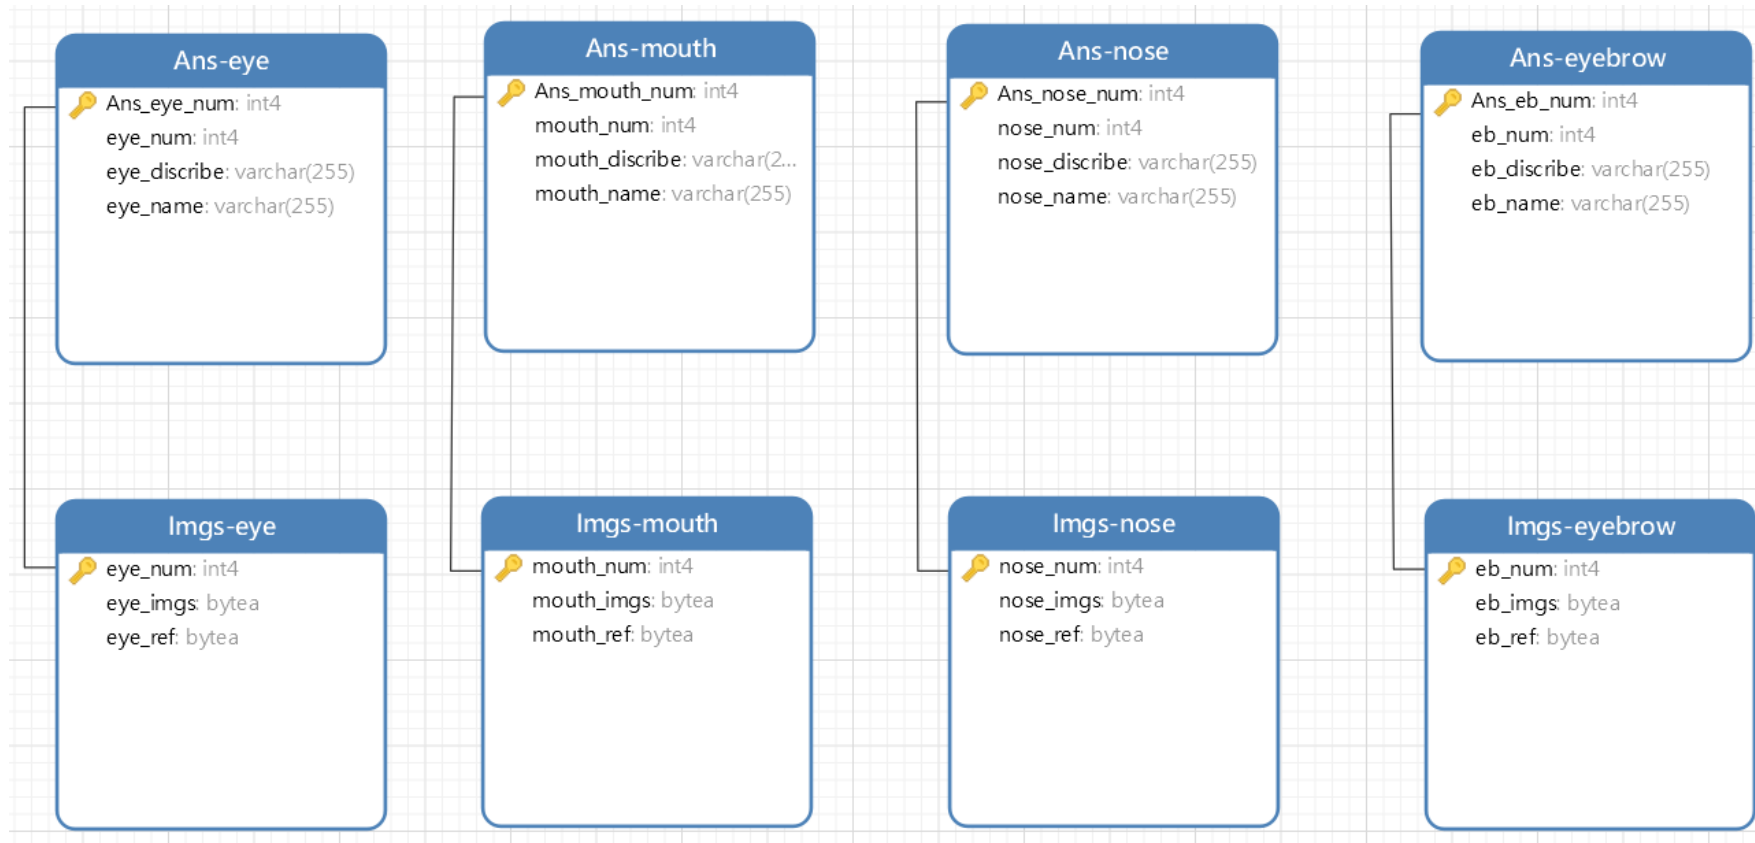 Ans-eye
Ans_eye_num: int4
eye_num: int4
eye_discribe: varchar(255)
eye_name: varchar(255)
Ans-mouth
Ans_mouth_num: int4
mouth_num: int4
mouth_discribe: varchar(2...
mouth_name: varchar(255)
Ans-nose
Ans_nose_num: int4
nose_num: int4
nose_discribe: varchar(255)
nose_name: varchar(255)
Ans-eyebrow
Ans_eb_num: int4
eb_num: int4
eb_discribe: varchar(255)
eb_name: varchar(255)
Imgs-eye
eye_num: int4
eye_imgs: bytea
eye_ref: bytea
Imgs-mouth
mouth_num: int4
mouth_imgs: bytea
mouth_ref: bytea
Imgs-nose
nose_num: int4
nose_imgs: bytea
nose_ref: bytea
Imgs-eyebrow
eb_num: int4
eb_imgs: bytea
eb_ref: bytea